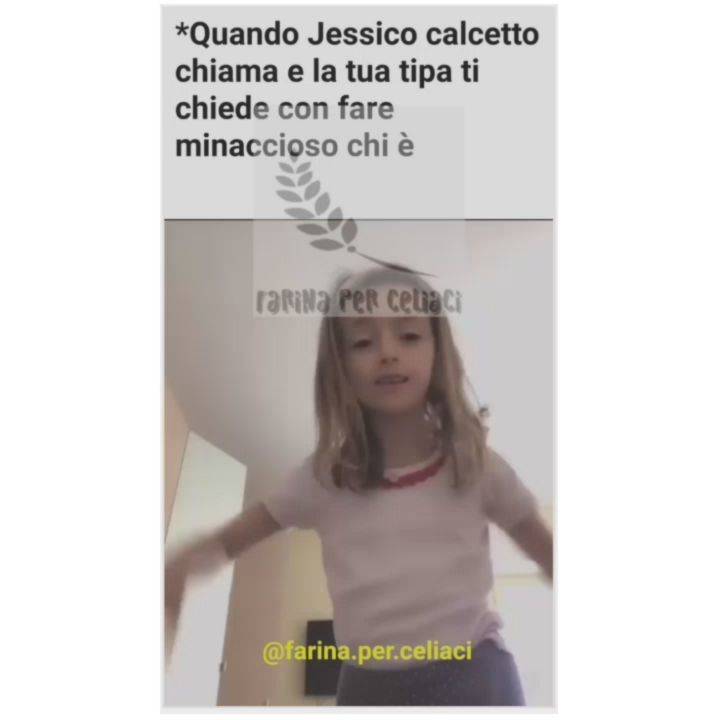 *Quando Jessico calcetto
chiama e la tua tipa ti
chiede con fare
minaccioso chi è
FARINA PER CELIACI
@farina.per.celiaci